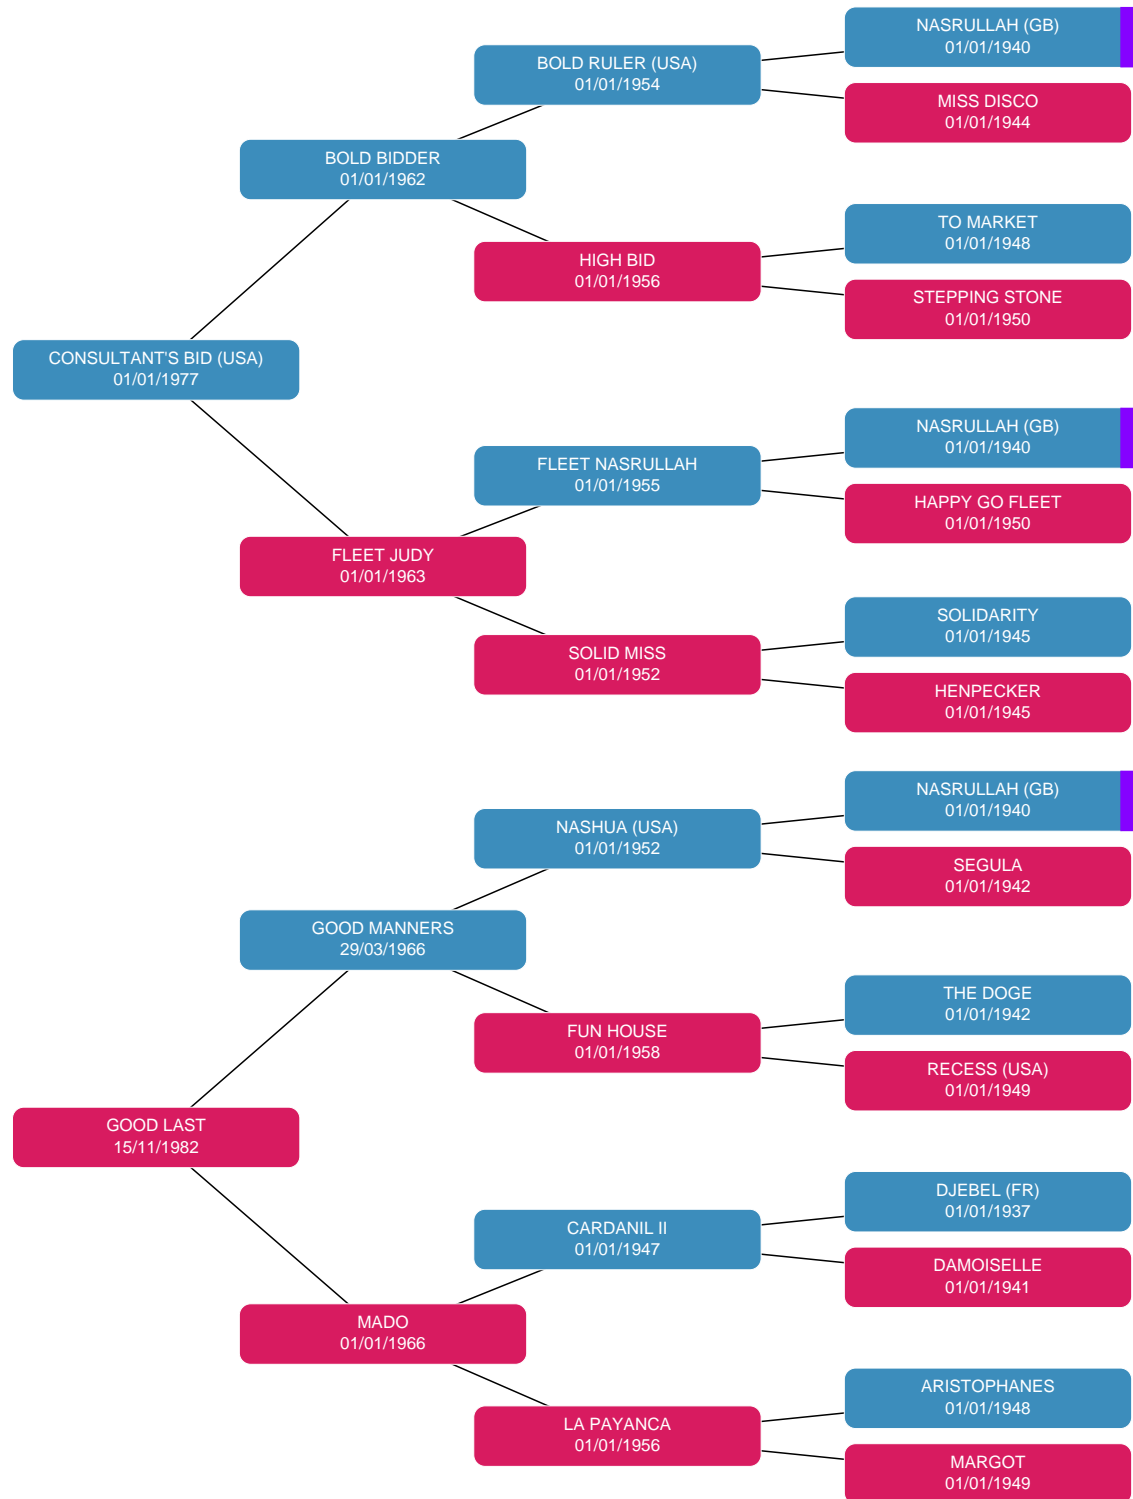 NASRULLAH (GB)
01/01/1940
BOLD RULER (USA)
01/01/1954
MISS DISCO
01/01/1944
BOLD BIDDER
01/01/1962
TO MARKET
01/01/1948
HIGH BID
01/01/1956
STEPPING STONE
01/01/1950
CONSULTANT'S BID (USA)
01/01/1977
NASRULLAH (GB)
01/01/1940
FLEET NASRULLAH
01/01/1955
HAPPY GO FLEET
01/01/1950
FLEET JUDY
01/01/1963
SOLIDARITY
01/01/1945
SOLID MISS
01/01/1952
HENPECKER
01/01/1945
NASRULLAH (GB)
01/01/1940
NASHUA (USA)
01/01/1952
SEGULA
01/01/1942
GOOD MANNERS
29/03/1966
THE DOGE
01/01/1942
FUN HOUSE
01/01/1958
RECESS (USA)
01/01/1949
GOOD LAST
15/11/1982
DJEBEL (FR)
01/01/1937
CARDANIL II
01/01/1947
DAMOISELLE
01/01/1941
MADO
01/01/1966
ARISTOPHANES
01/01/1948
LA PAYANCA
01/01/1956
MARGOT
01/01/1949